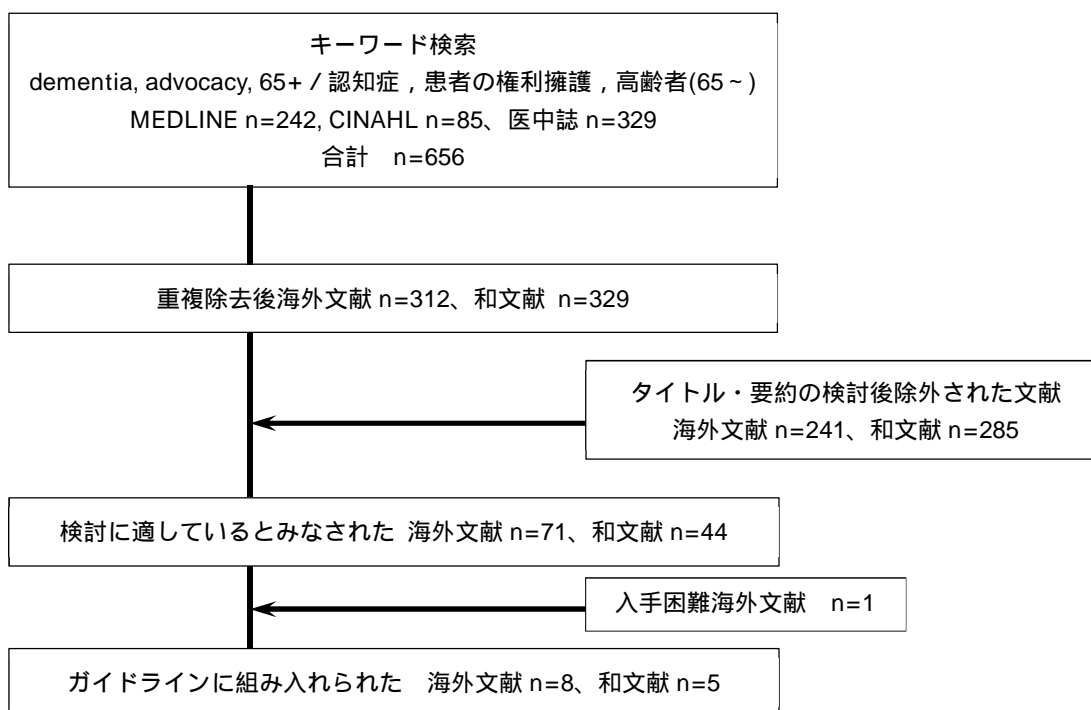 キーワード検索
dementia, advocacy, 65+ / 認知症，患者の権利擁護，高齢者(65～)
MEDLINE n=242, CINAHL n=85、医中誌 n=329
合計　n=656
重複除去後海外文献 n=312、和文献 n=329
タイトル・要約の検討後除外された文献
海外文献 n=241、和文献 n=285
検討に適しているとみなされた 海外文献 n=71、和文献 n=44
入手困難海外文献　n=1
ガイドラインに組み入れられた　海外文献 n=8、和文献 n=5